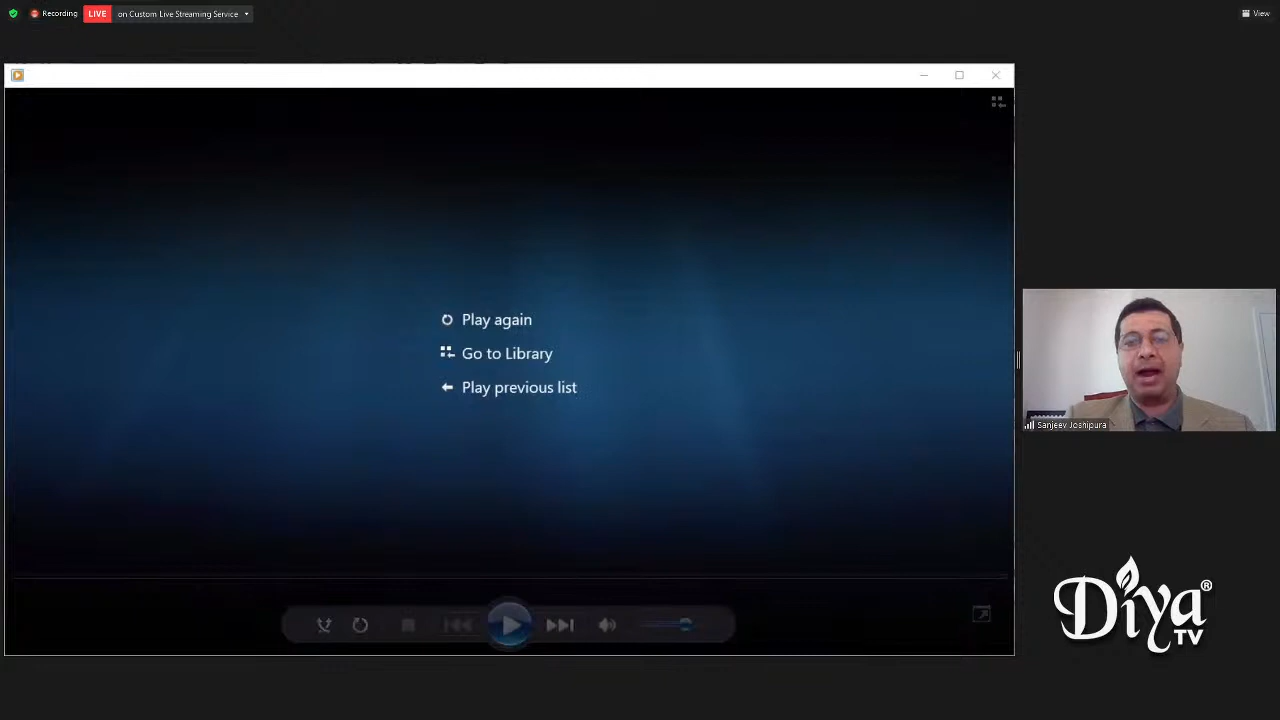 Recording
LIVE
on Custom Live Streaming Service
View
Play again
Go to Library
Play previous list
Sanjeev Joshipura
Diya®
TV